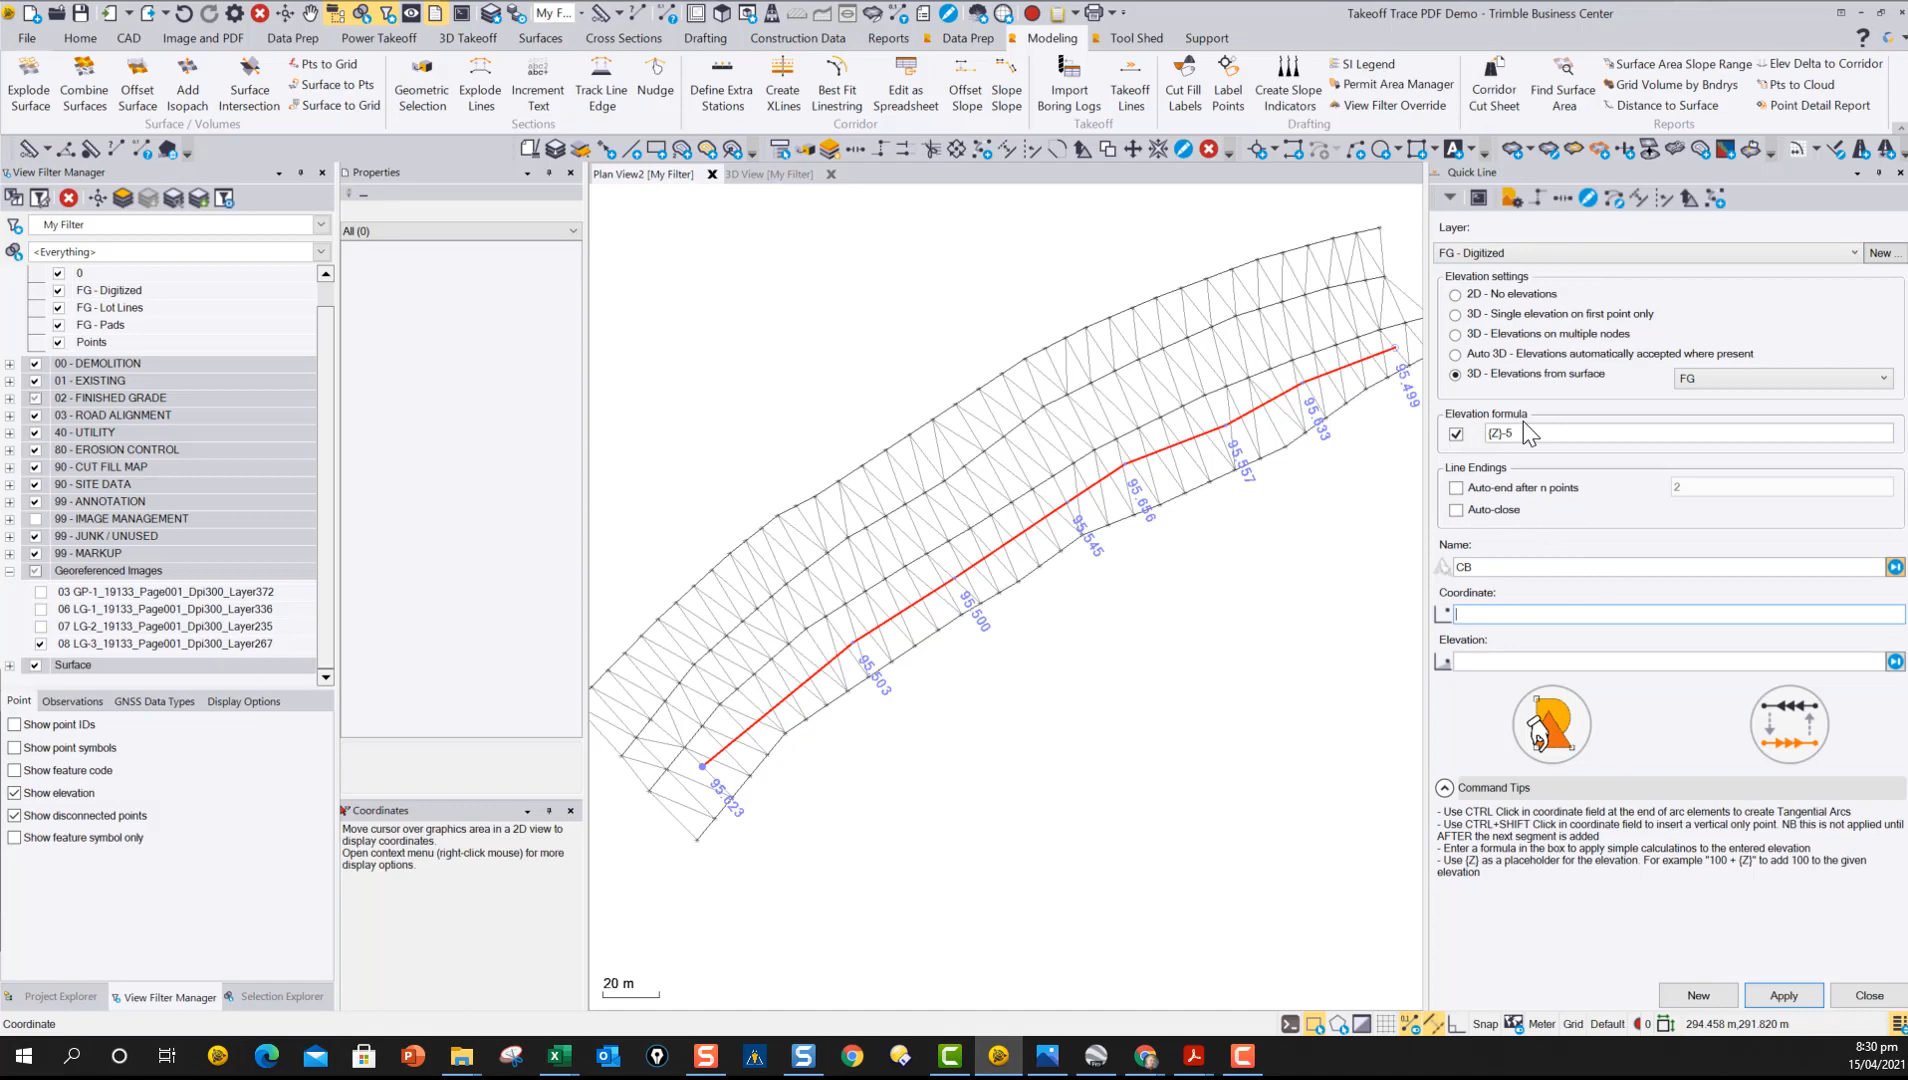 Takeoff Trace PDF Demo - Trimble Business Center
My F...
File Home CAD Image and PDF Data Prep Power Takeoff 3D Takeoff Surfaces Cross Sections Drafting Construction Data Reports Data Prep Modeling Tool Shed Support
Explode Surface
Combine Surfaces
Offset Surface
Add Isopach
Surface Intersection
Pts to Grid
Surface to Pts
Surface to Grid
Surface / Volumes
Geometric Selection
Explode Lines
Increment Text
Track Line Edge
Nudge
Sections
Define Extra Stations
Create XLines
Best Fit Linestring
Edit as Spreadsheet
Offset Slope
Slope Slope
Corridor
Import Boring Logs
Takeoff Lines
Takeoff
Cut Fill Labels
Label Points
Create Slope Indicators
SI Legend
Permit Area Manager
View Filter Override
Drafting
Corridor Cut Sheet
Find Surface Area
Surface Area Slope Range
Grid Volume by Bndrys
Distance to Surface
Elev Delta to Corridor
Pts to Cloud
Point Detail Report
Reports
View Filter Manager
My Filter
<Everything>
0
FG - Digitized
FG - Lot Lines
FG - Pads
Points
00 - DEMOLITION
01 - EXISTING
02 - FINISHED GRADE
03 - ROAD ALIGNMENT
40 - UTILITY
80 - EROSION CONTROL
90 - CUT FILL MAP
90 - SITE DATA
99 - ANNOTATION
99 - IMAGE MANAGEMENT
99 - JUNK / UNUSED
99 - MARKUP
Georeferenced Images
03 GP-1_19133_Page001_Dpi300_Layer372
06 LG-1_19133_Page001_Dpi300_Layer336
07 LG-2_19133_Page001_Dpi300_Layer235
08 LG-3_19133_Page001_Dpi300_Layer267
Surface
Point Observations GNSS Data Types Display Options
Show point IDs
Show point symbols
Show feature code
Show elevation
Show disconnected points
Show feature symbol only
Project Explorer View Filter Manager Selection Explorer
Properties
All (0)
Coordinates
Move cursor over graphics area in a 2D view to
display coordinates.
Open context menu (right-click mouse) for more
display options.
Plan View2 [My Filter] 3D View [My Filter]
95.499
95.633
95.557
95.656
95.545
95.500
95.503
95.623
20 m
Quick Line
Layer:
FG - Digitized New ...
Elevation settings
2D - No elevations
3D - Single elevation on first point only
3D - Elevations on multiple nodes
Auto 3D - Elevations automatically accepted where present
3D - Elevations from surface FG
Elevation formula
{Z}-5
Line Endings
Auto-end after n points 2
Auto-close
Name:
CB
Coordinate:
Elevation:
Command Tips
- Use CTRL Click in coordinate field at the end of arc elements to create Tangential Arcs
- Use CTRL+SHIFT Click in coordinate field to insert a vertical only point. NB this is not applied until
AFTER the next segment is added
- Enter a formula in the box to apply simple calculatinos to the entered elevation
- Use {Z} as a placeholder for the elevation. For example "100 + {Z}" to add 100 to the given
elevation
New Apply Close
Coordinate
Snap Meter Grid Default 0 294.458 m,291.820 m
8:30 pm
15/04/2021